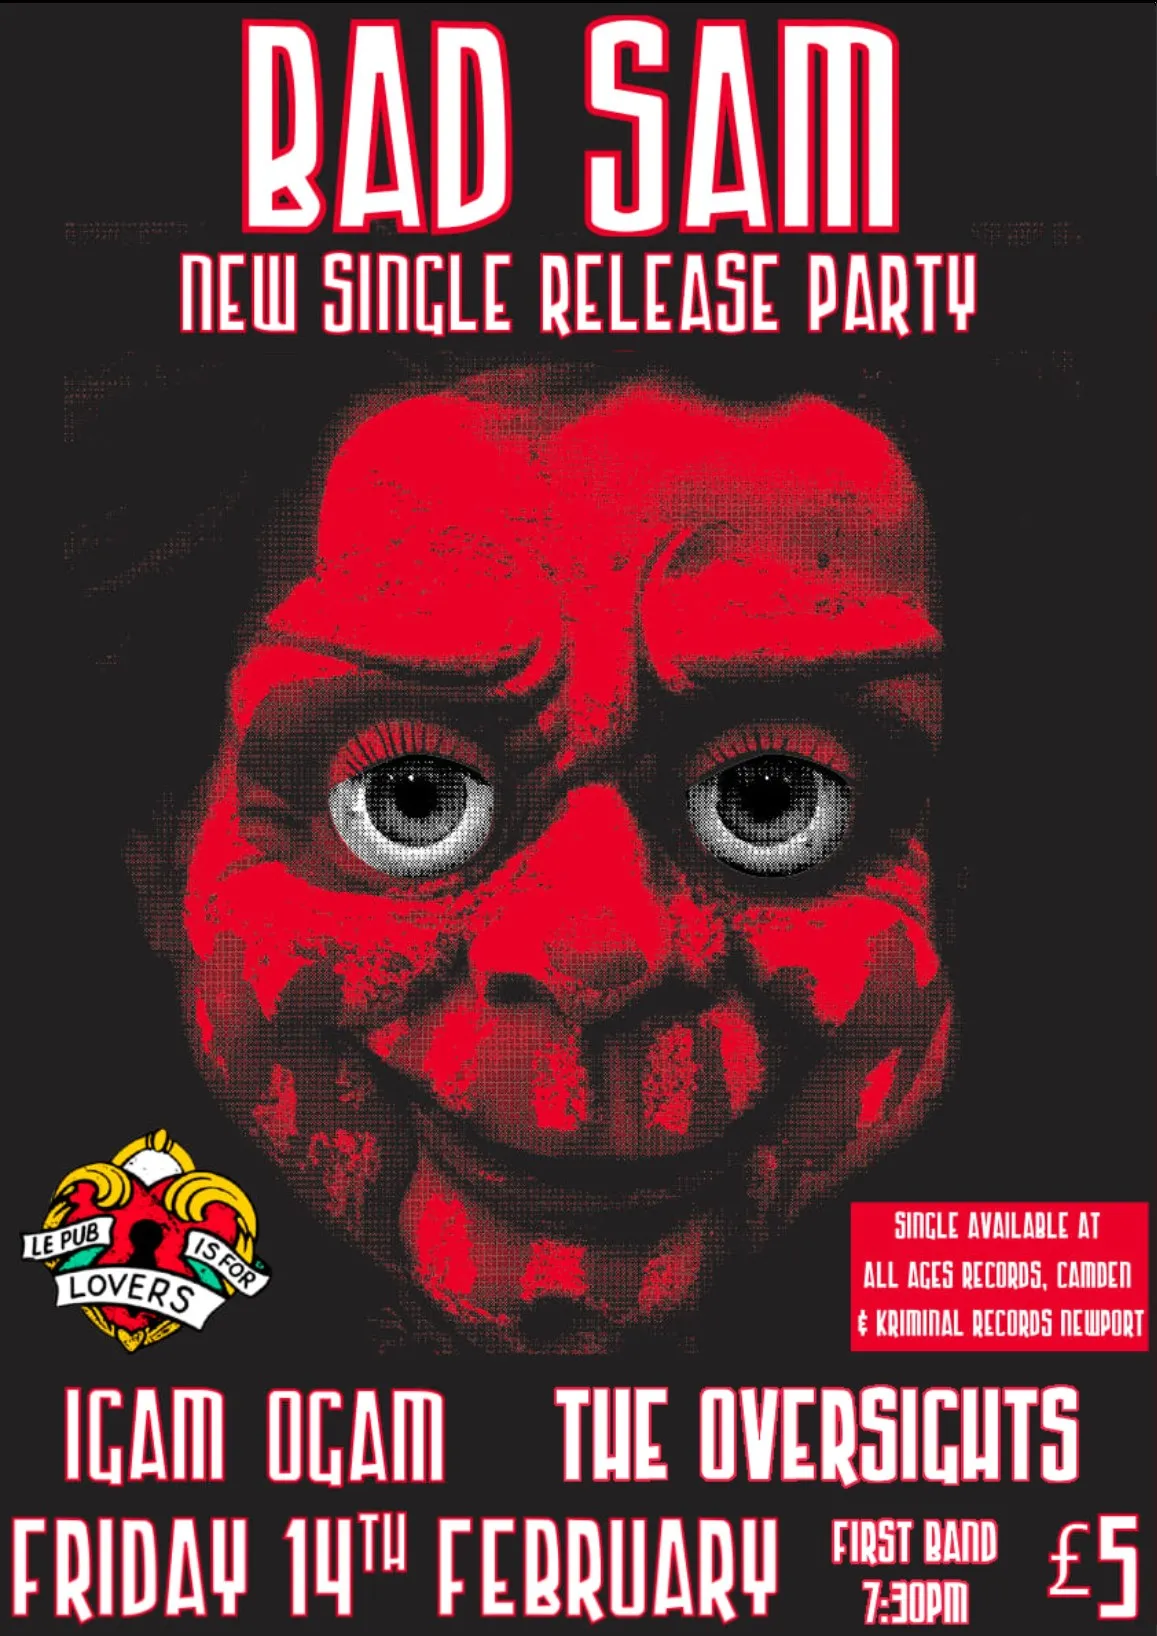 BAD SAM
NEW SINGLE RELEASE PARTY
LE PUB
IS FOR
LOVERS
SINGLE AVAILABLE AT
ALL AGES RECORDS, CAMDEN
& KRIMINAL RECORDS NEWPORT
IGAM OGAM
THE OVERSIGHTS
FRIDAY 14TH FEBRUARY
FIRST BAND
7:30PM
£5